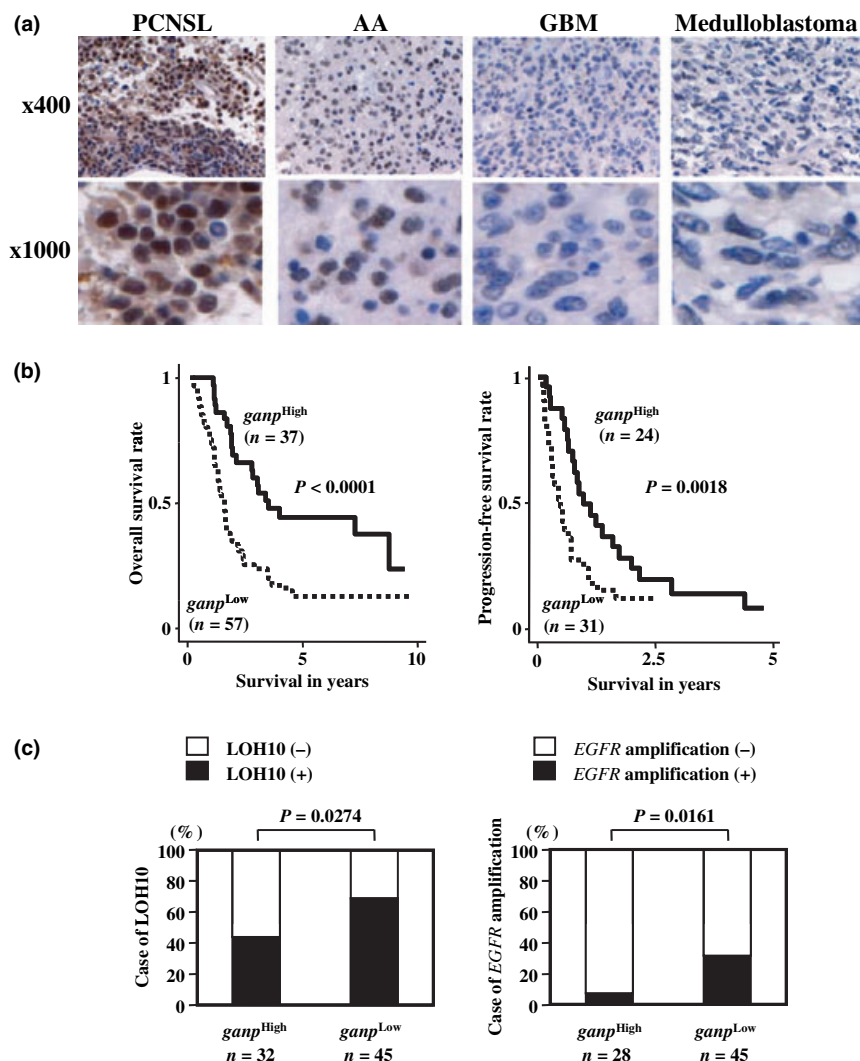 (a)
PCNSL AA GBM Medulloblastoma
x400
x1000
(b)
Overall survival rate
1
0.5
0
ganpHigh
(n = 37)
P < 0.0001
ganpLow
(n = 57)
0 5 10
Survival in years
Progression-free survival rate
1
0.5
0
ganpHigh
(n = 24)
P = 0.0018
ganpLow
(n = 31)
0 2.5 5
Survival in years
(c)
LOH10 (–)
LOH10 (+)
P = 0.0274
(%)
Case of LOH10
100
80
60
40
20
0
ganpHigh ganpLow
n = 32 n = 45
EGFR amplification (–)
EGFR amplification (+)
P = 0.0161
(%)
Case of EGFR amplification
100
80
60
40
20
0
ganpHigh ganpLow
n = 28 n = 45